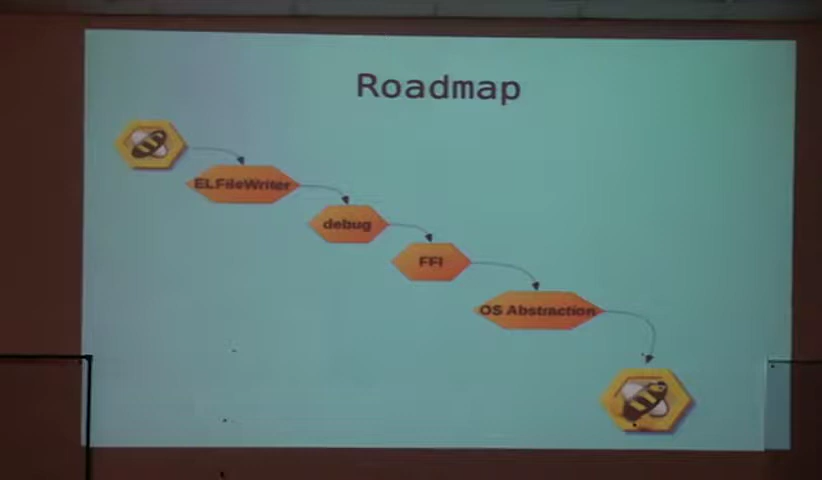 Roadmap
ELFileWriter
debug
FFI
OS Abstraction